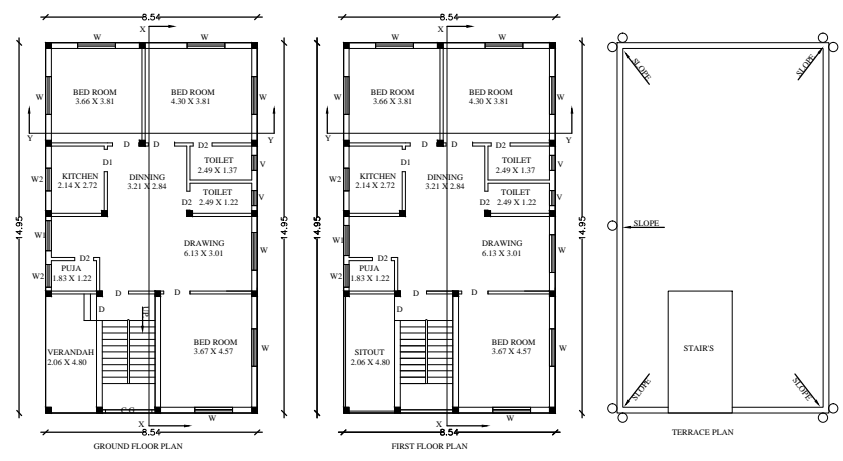 8.54
X
W
W
BED ROOM
3.66 X 3.81
BED ROOM
4.30 X 3.81
W
W
Y
Y
D
D
D2
D1
KITCHEN
2.14 X 2.72
W2
DINNING
3.21 X 2.84
TOILET
2.49 X 1.37
V
TOILET
2.49 X 1.22
V
D2
14.95
14.95
W1
DRAWING
6.13 X 3.01
W
D2
PUJA
1.83 X 1.22
W2
D
D
D
UP
VERANDAH
2.06 X 4.80
BED ROOM
3.67 X 4.57
W
C.G
W
X
8.54
GROUND FLOOR PLAN
8.54
X
W
W
BED ROOM
3.66 X 3.81
BED ROOM
4.30 X 3.81
W
W
Y
Y
D
D
D2
D1
KITCHEN
2.14 X 2.72
W2
DINNING
3.21 X 2.84
TOILET
2.49 X 1.37
V
TOILET
2.49 X 1.22
V
D2
14.95
14.95
W1
DRAWING
6.13 X 3.01
W
D2
PUJA
1.83 X 1.22
W2
D
D
D
SITOUT
2.06 X 4.80
BED ROOM
3.67 X 4.57
W
W
X
8.54
FIRST FLOOR PLAN
SLOPE
SLOPE
SLOPE
STAIR'S
SLOPE
SLOPE
TERRACE PLAN